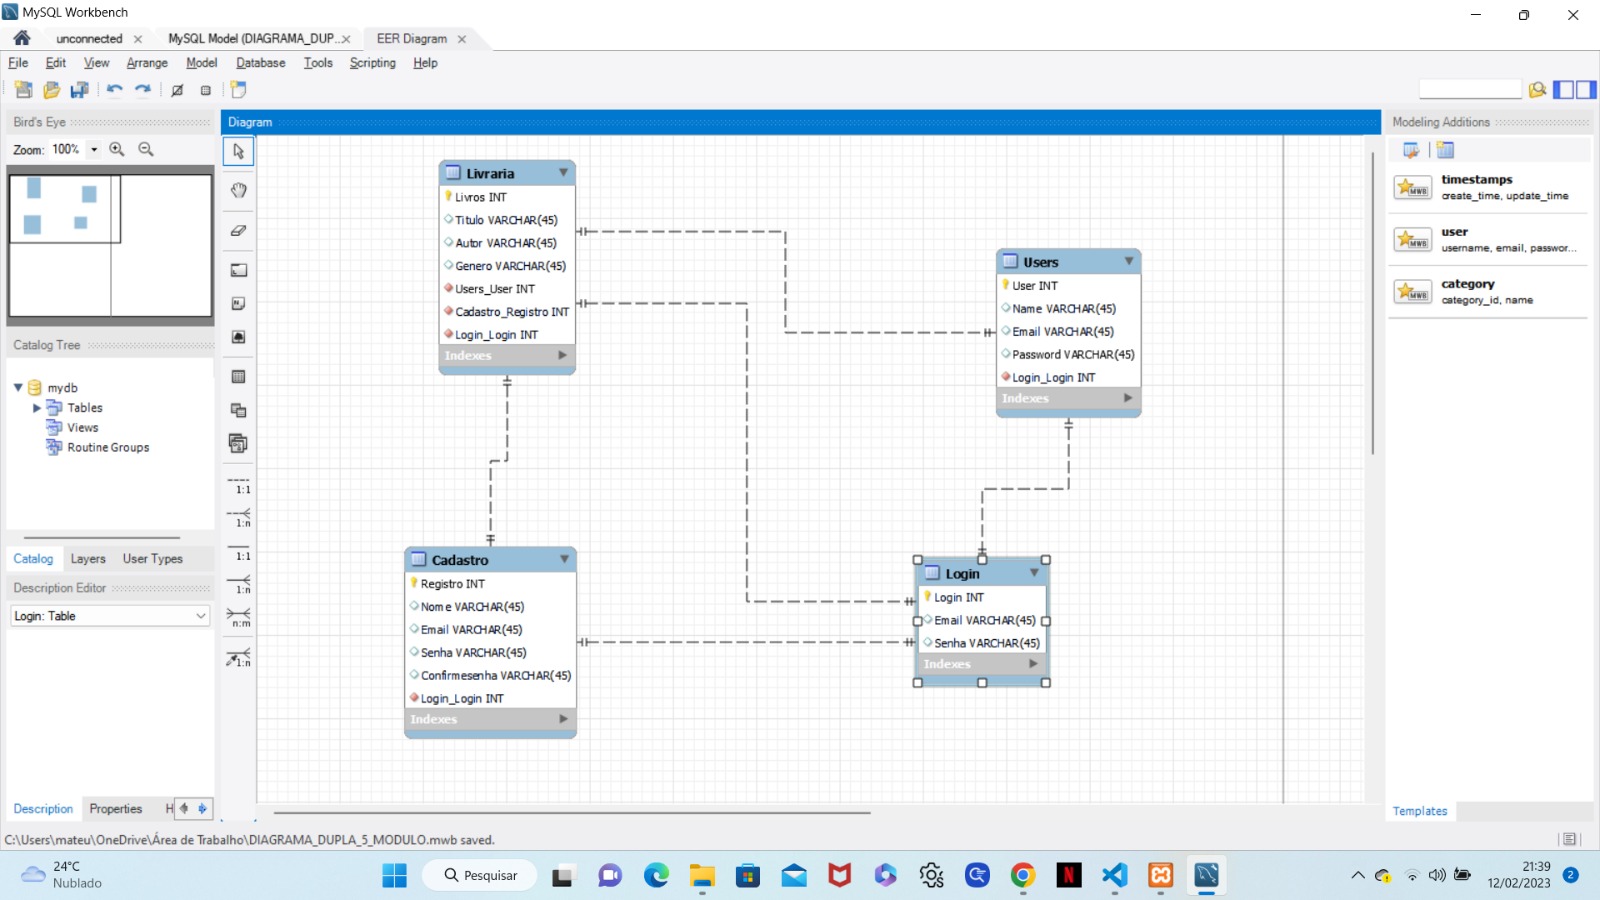 MySQL Workbench
unconnected
MySQL Model (DIAGRAMA_DUP..
EER Diagram
File Edit View Arrange Model Database Tools Scripting Help
Bird's Eye
Zoom: 100%
Catalog Tree
mydb
Tables
Views
Routine Groups
Catalog Layers User Types
Description Editor
Login: Table
Description Properties H
1:1
1:n
1:1
1:n
n:m
1:n
Diagram
Livraria
Livros INT
Titulo VARCHAR(45)
Autor VARCHAR(45)
Genero VARCHAR(45)
Users_User INT
Cadastro_Registro INT
Login_Login INT
Indexes
Users
User INT
Name VARCHAR(45)
Email VARCHAR(45)
Password VARCHAR(45)
Login_Login INT
Indexes
Cadastro
Registro INT
Nome VARCHAR(45)
Email VARCHAR(45)
Senha VARCHAR(45)
Confirmesenha VARCHAR(45)
Login_Login INT
Indexes
Login
Login INT
Email VARCHAR(45)
Senha VARCHAR(45)
Indexes
Modeling Additions
timestamps
create_time, update_time
MWB
user
username, email, passwor...
MWB
category
category_id, name
MWB
Templates
C:\Users\mateu\OneDrive\Área de Trabalho\DIAGRAMA_DUPLA_5_MODULO.mwb saved.
24°C
Nublado
Pesquisar
21:39
12/02/2023
2